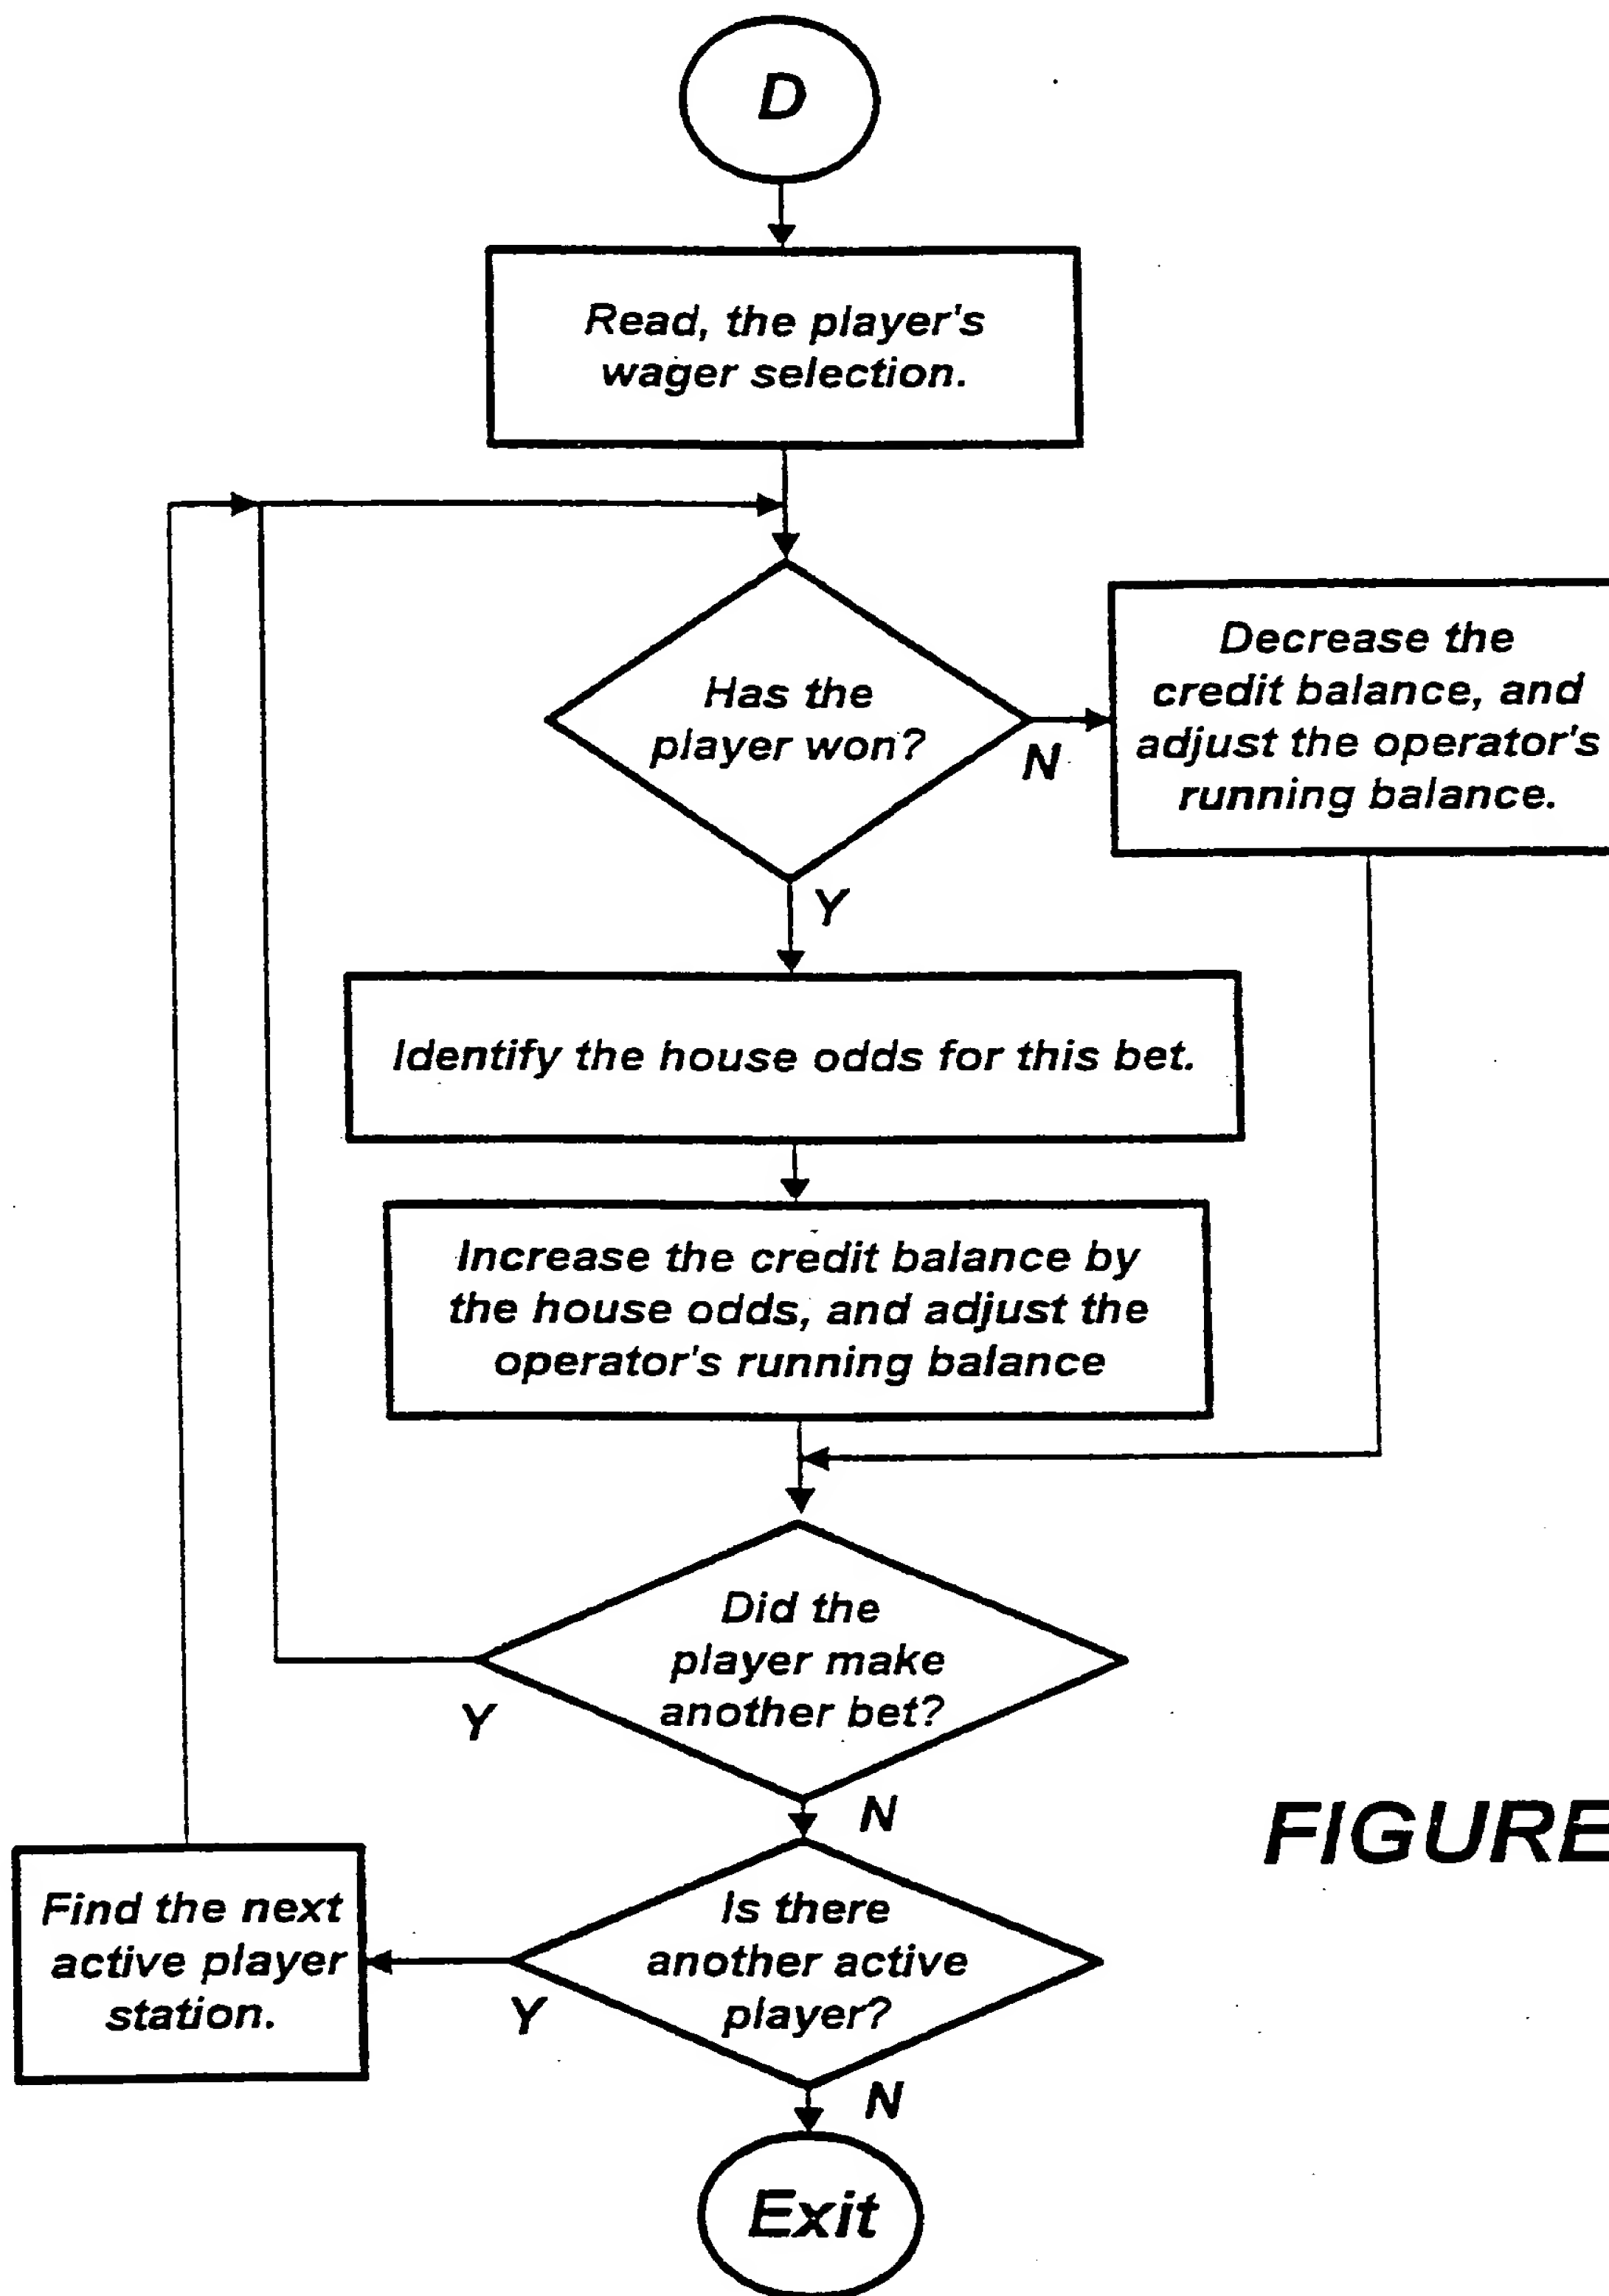 D
Read, the player's
wager selection.
Has the
player won?
N
Decrease the
credit balance, and
adjust the operator's
running balance.
Y
Identify the house odds for this bet.
Increase the credit balance by
the house odds, and adjust the
operator's running balance
Did the
player make
another bet?
Y
N
FIGURE
Find the next
active player
station.
Is there
another active
player?
Y
N
Exit